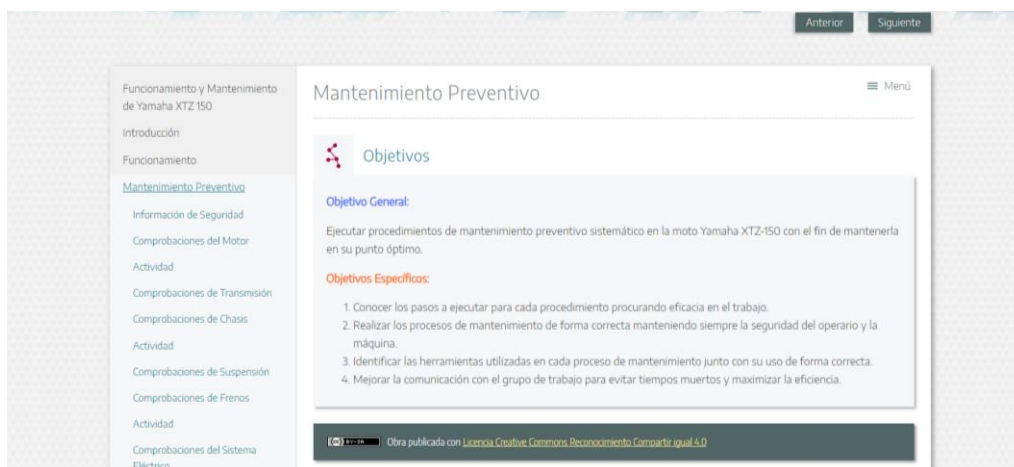 Anterior
Siguiente
Funcionamiento y Mantenimiento
de Yamaha XTZ 150
Introducción
Funcionamiento
Mantenimiento Preventivo
Información de Seguridad
Comprobaciones del Motor
Actividad
Comprobaciones de Transmisión
Comprobaciones de Chasis
Actividad
Comprobaciones de Suspensión
Comprobaciones de Frenos
Actividad
Comprobaciones del Sistema
Eléctrico
Mantenimiento Preventivo
Menú
Objetivos
Objetivo General:
Ejecutar procedimientos de mantenimiento preventivo sistemático en la moto Yamaha XTZ-150 con el fin de mantenerla
en su punto óptimo.
Objetivos Específicos:
1. Conocer los pasos a ejecutar para cada procedimiento procurando eficacia en el trabajo.
2. Realizar los procesos de mantenimiento de forma correcta manteniendo siempre la seguridad del operario y la
máquina.
3. Identificar las herramientas utilizadas en cada proceso de mantenimiento junto con su uso de forma correcta.
4. Mejorar la comunicación con el grupo de trabajo para evitar tiempos muertos y maximizar la eficiencia.
(cc) BY-SA Obra publicada con Licencia Creative Commons Reconocimiento Compartir igual 4.0